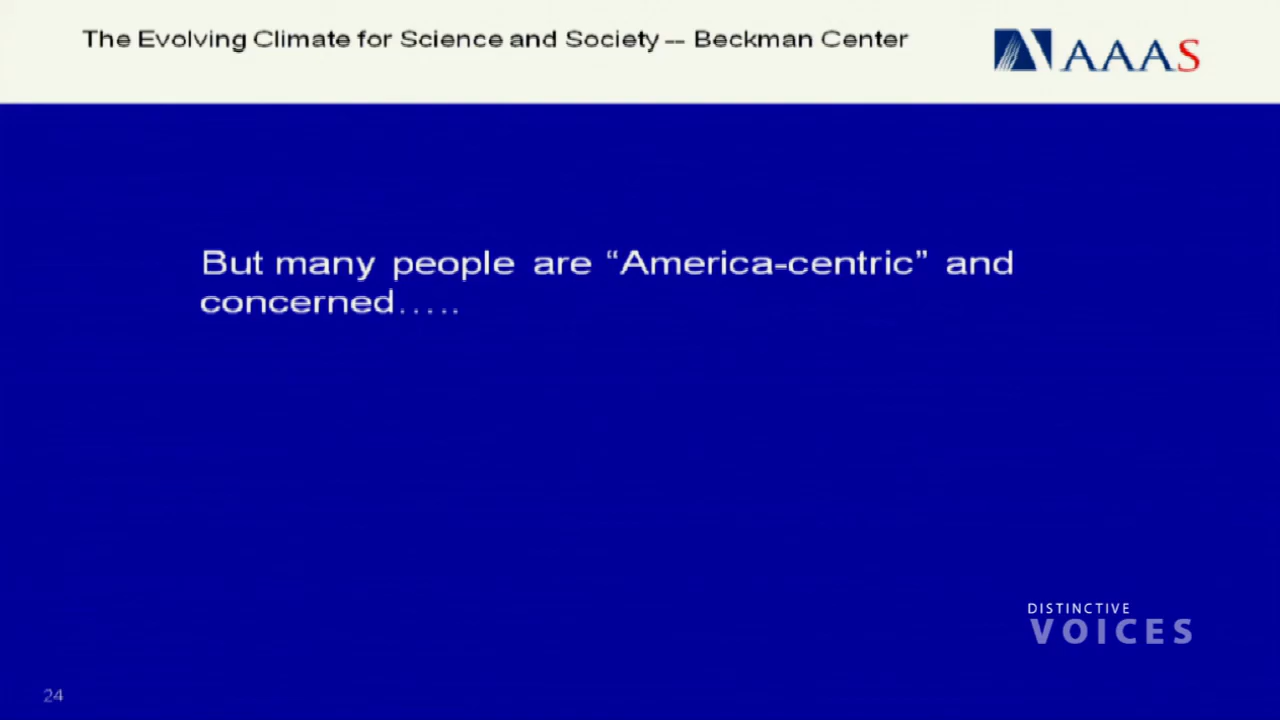 The Evolving Climate for Science and Society -- Beckman Center
AAAS
But many people are “America-centric” and
concerned.....
DISTINCTIVE
VOICES
24